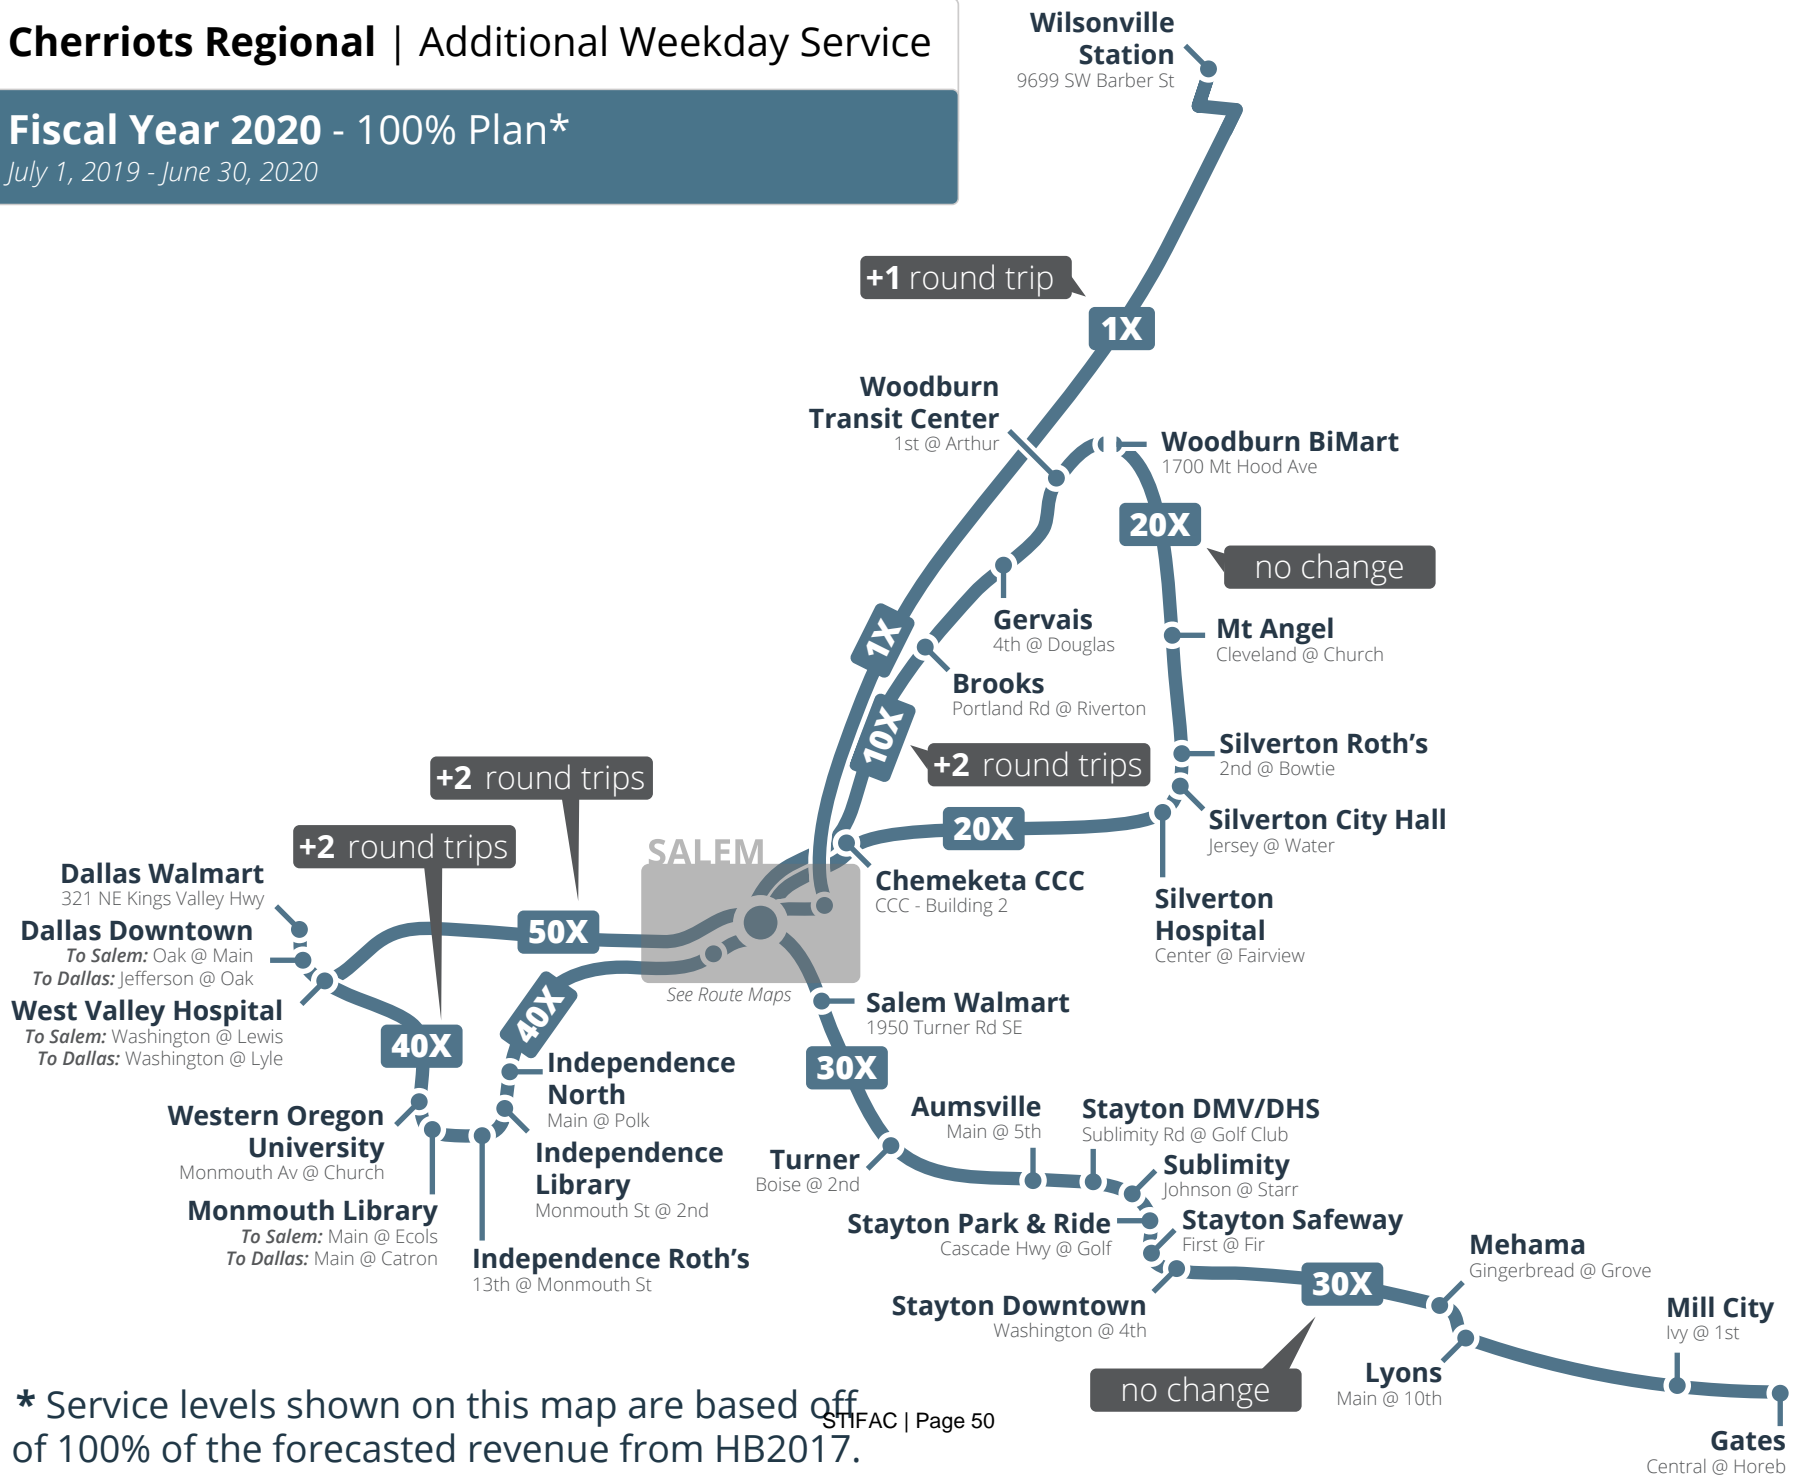 Cherriots Regional | Additional Weekday Service
Fiscal Year 2020 - 100% Plan*
July 1, 2019 - June 30, 2020
Wilsonville
Station
9699 SW Barber St
+1 round trip
1X
Woodburn
Transit Center
1st @ Arthur
Woodburn BiMart
1700 Mt Hood Ave
20X
no change
Gervais
4th @ Douglas
Mt Angel
Cleveland @ Church
1X
Brooks
Portland Rd @ Riverton
10X
+2 round trips
Silverton Roth's
2nd @ Bowtie
Silverton City Hall
Jersey @ Water
20X
Silverton
Hospital
Center @ Fairview
Chemeketa CCC
CCC - Building 2
SALEM
See Route Maps
+2 round trips
+2 round trips
50X
Dallas Walmart
321 NE Kings Valley Hwy
Dallas Downtown
To Salem: Oak @ Main
To Dallas: Jefferson @ Oak
West Valley Hospital
To Salem: Washington @ Lewis
To Dallas: Washington @ Lyle
40X
40X
Independence
North
Main @ Polk
Western Oregon
University
Monmouth Av @ Church
Independence
Library
Monmouth St @ 2nd
Monmouth Library
To Salem: Main @ Ecols
To Dallas: Main @ Catron
Independence Roth's
13th @ Monmouth St
Salem Walmart
1950 Turner Rd SE
30X
Turner
Boise @ 2nd
Aumsville
Main @ 5th
Stayton DMV/DHS
Sublimity Rd @ Golf Club
Sublimity
Johnson @ Starr
Stayton Park & Ride
Cascade Hwy @ Golf
Stayton Safeway
First @ Fir
Stayton Downtown
Washington @ 4th
30X
no change
Mehama
Gingerbread @ Grove
Lyons
Main @ 10th
Mill City
Ivy @ 1st
Gates
Central @ Horeb
* Service levels shown on this map are based off
of 100% of the forecasted revenue from HB2017.
STIFAC | Page 50